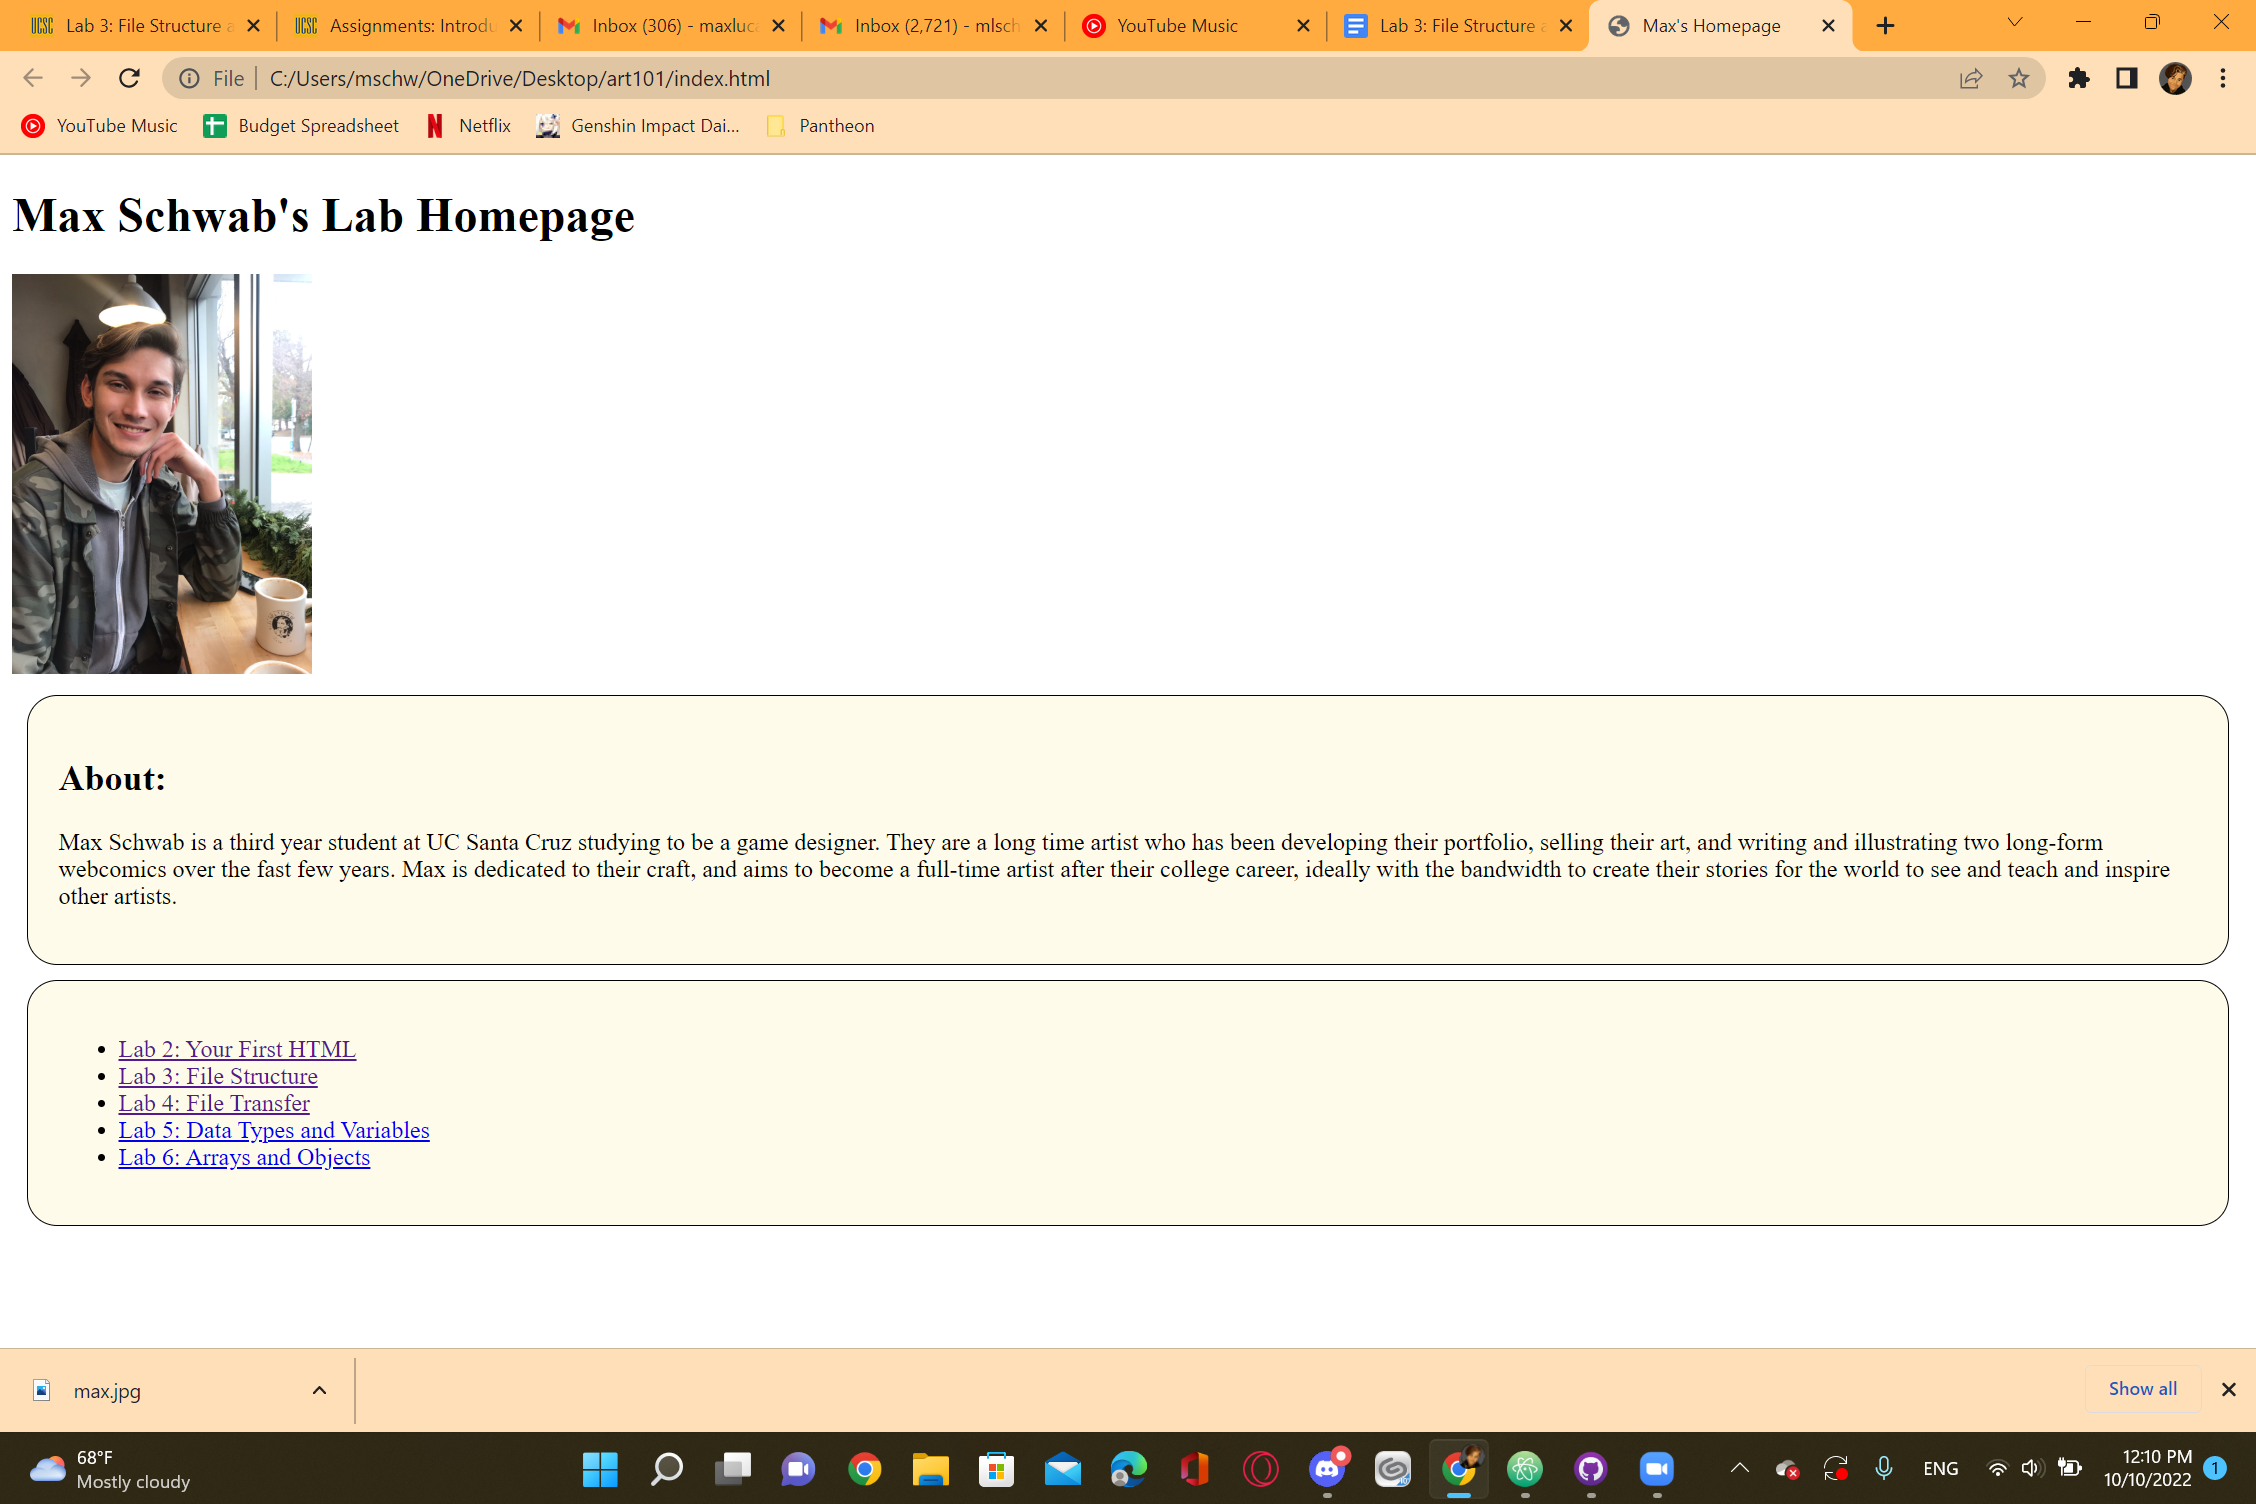 Lab 3: File Structure a
Assignments: Introdu
Inbox (306) - maxluca
Inbox (2,721) - mlsch
YouTube Music
Lab 3: File Structure a
Max's Homepage
File
C:/Users/mschw/OneDrive/Desktop/art101/index.html
YouTube Music
Budget Spreadsheet
Netflix
Genshin Impact Dai...
Pantheon
Max Schwab's Lab Homepage
About:
Max Schwab is a third year student at UC Santa Cruz studying to be a game designer. They are a long time artist who has been developing their portfolio, selling their art, and writing and illustrating two long-form
webcomics over the fast few years. Max is dedicated to their craft, and aims to become a full-time artist after their college career, ideally with the bandwidth to create their stories for the world to see and teach and inspire
other artists.
Lab 2: Your First HTML
Lab 3: File Structure
Lab 4: File Transfer
Lab 5: Data Types and Variables
Lab 6: Arrays and Objects
max.jpg
Show all
68°F
Mostly cloudy
ENG
12:10 PM
10/10/2022
1